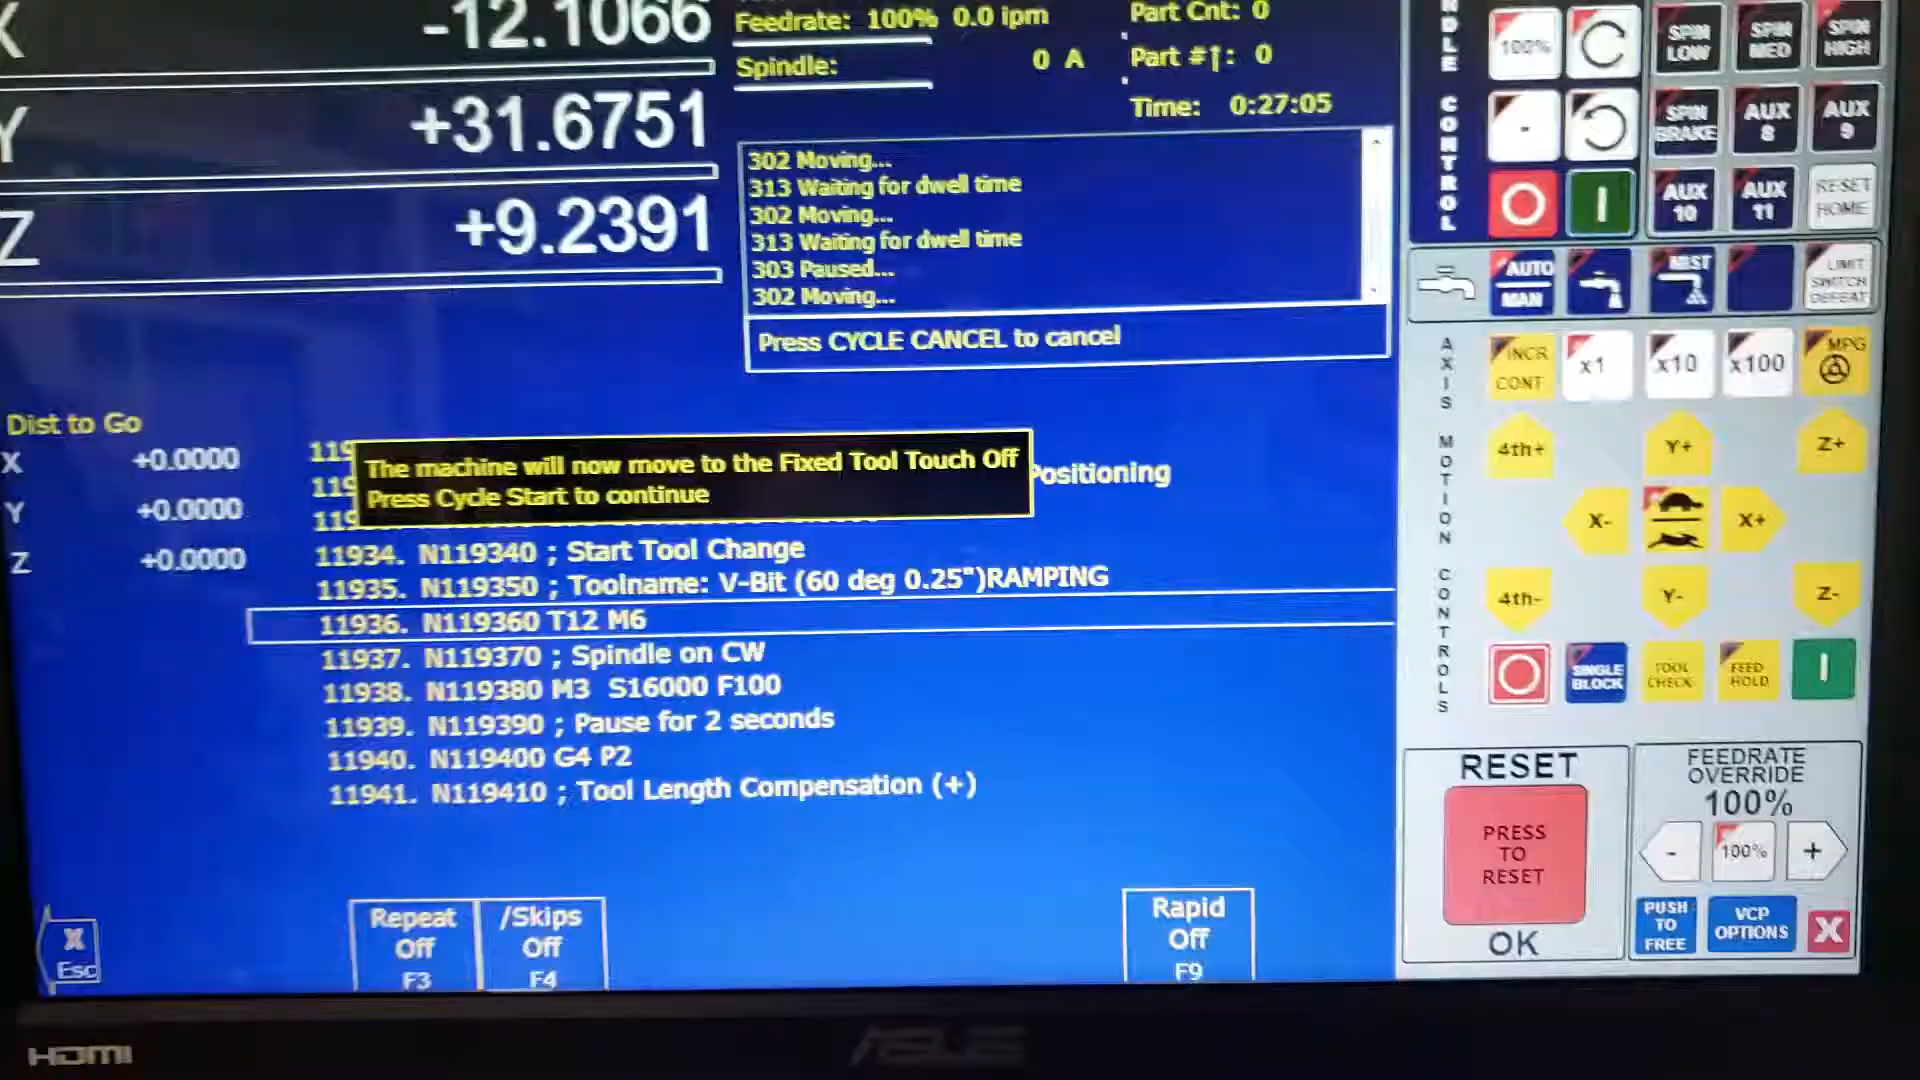 X -12.1066
Feedrate: 100% 0.0 ipm
Part Cnt: 0
Spindle: 0 A
Part #↑: 0
Y +31.6751
Time: 0:27:05
302 Moving...
313 Waiting for dwell time
302 Moving...
313 Waiting for dwell time
303 Paused...
302 Moving...
Z +9.2391
Press CYCLE CANCEL to cancel
Dist to Go
X +0.0000
Y +0.0000
Z +0.0000
119
The machine will now move to the Fixed Tool Touch Off
Press Cycle Start to continue
119 Positioning
119
11934. N119340 ; Start Tool Change
11935. N119350 ; Toolname: V-Bit (60 deg 0.25")RAMPING
11936. N119360 T12 M6
11937. N119370 ; Spindle on CW
11938. N119380 M3 S16000 F100
11939. N119390 ; Pause for 2 seconds
11940. N119400 G4 P2
11941. N119410 ; Tool Length Compensation (+)
X
Esc
Repeat
Off
F3
/Skips
Off
F4
Rapid
Off
F9
NDLE CONTROL
100%
SPIN LOW
SPIN MED
SPIN HIGH
-
SPIN BRAKE
AUX 8
AUX 9
AUX 10
AUX 11
RESET HOME
AUTO
MAN
MIST
LIMIT SWITCH DEFEAT
AXIS MOTION CONTROLS
INCR
CONT
x1
x10
x100
MPG
4th+
Y+
Z+
X-
X+
4th-
Y-
Z-
SINGLE BLOCK
TOOL CHECK
FEED HOLD
RESET
PRESS
TO
RESET
OK
FEEDRATE
OVERRIDE
100%
-
100%
+
PUSH
TO
FREE
VCP
OPTIONS
X
HDMI
ASUS